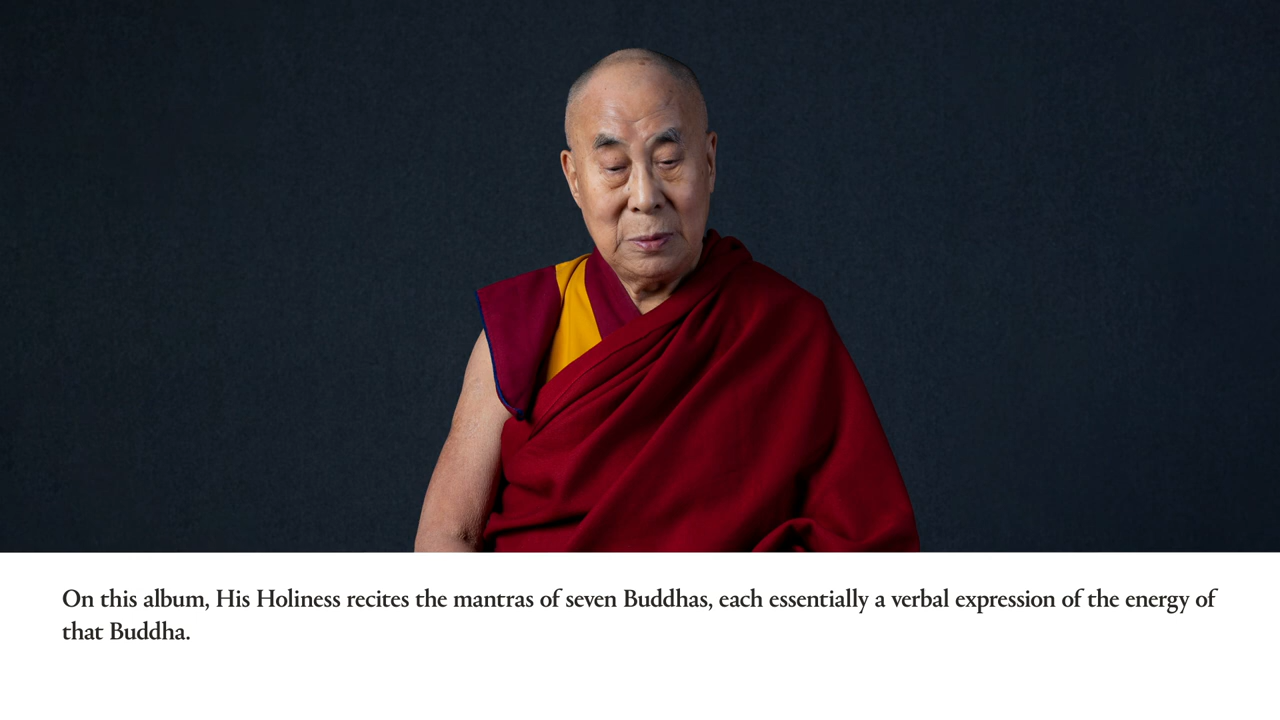 On this album, His Holiness recites the mantras of seven Buddhas, each essentially a verbal expression of the energy of
that Buddha.